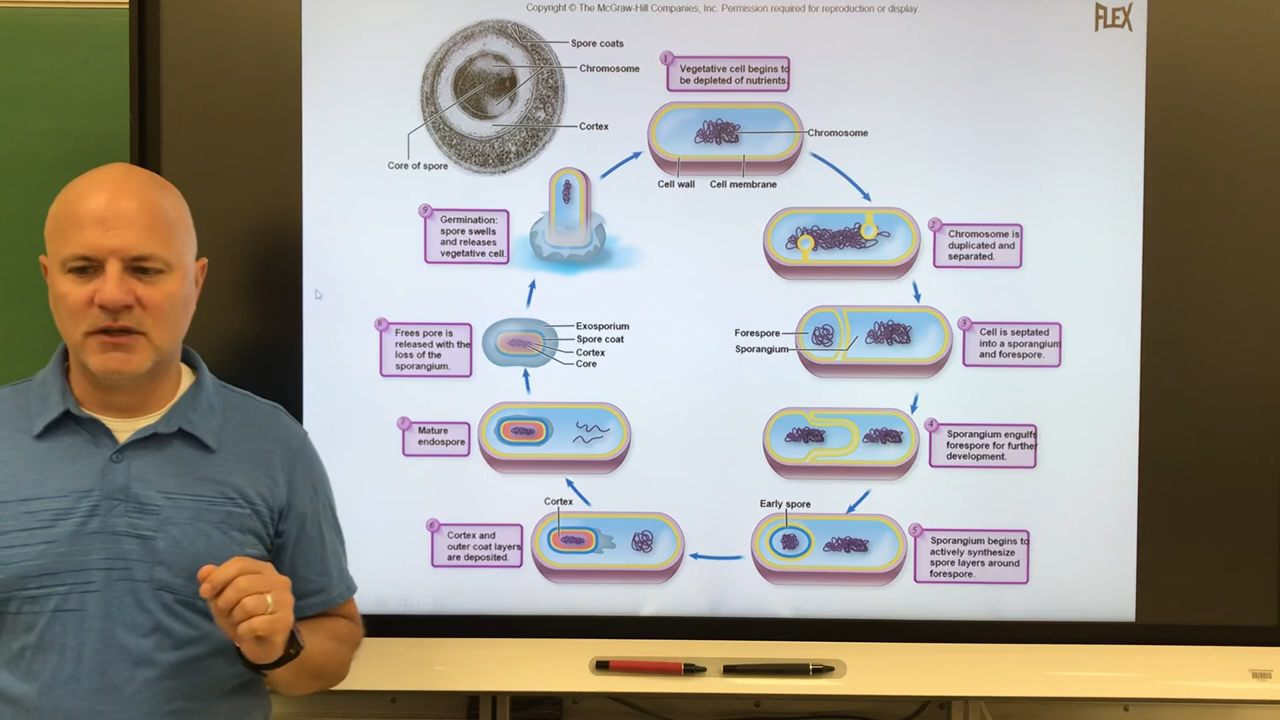 Copyright © The McGraw-Hill Companies, Inc. Permission required for reproduction or display.
FLEX
Spore coats
Chromosome
Cortex
Core of spore
1
Vegetative cell begins to
be depleted of nutrients.
Chromosome
Cell wall
Cell membrane
2
Chromosome is
duplicated and
separated.
3
Cell is septated
into a sporangium
and forespore.
Forespore
Sporangium
4
Sporangium engulfs
forespore for further
development.
5
Sporangium begins to
actively synthesize
spore layers around
forespore.
Early spore
6
Cortex and
outer coat layers
are deposited.
Cortex
7
Mature
endospore
8
Frees pore is
released with the
loss of the
sporangium.
Exosporium
Spore coat
Cortex
Core
9
Germination:
spore swells
and releases
vegetative cell.